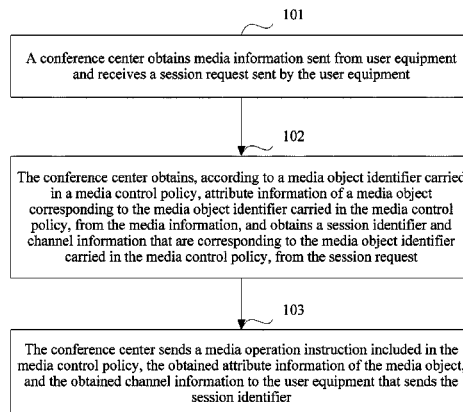 101
A conference center obtains media information sent from user equipment
and receives a session request sent by the user equipment
102
The conference center obtains, according to a media object identifier carried
in a media control policy, attribute information of a media object
corresponding to the media object identifier carried in the media control
policy, from the media information, and obtains a session identifier and
channel information that are corresponding to the media object identifier
carried in the media control policy, from the session request
103
The conference center sends a media operation instruction included in the
media control policy, the obtained attribute information of the media object,
and the obtained channel information to the user equipment that sends the
session identifier